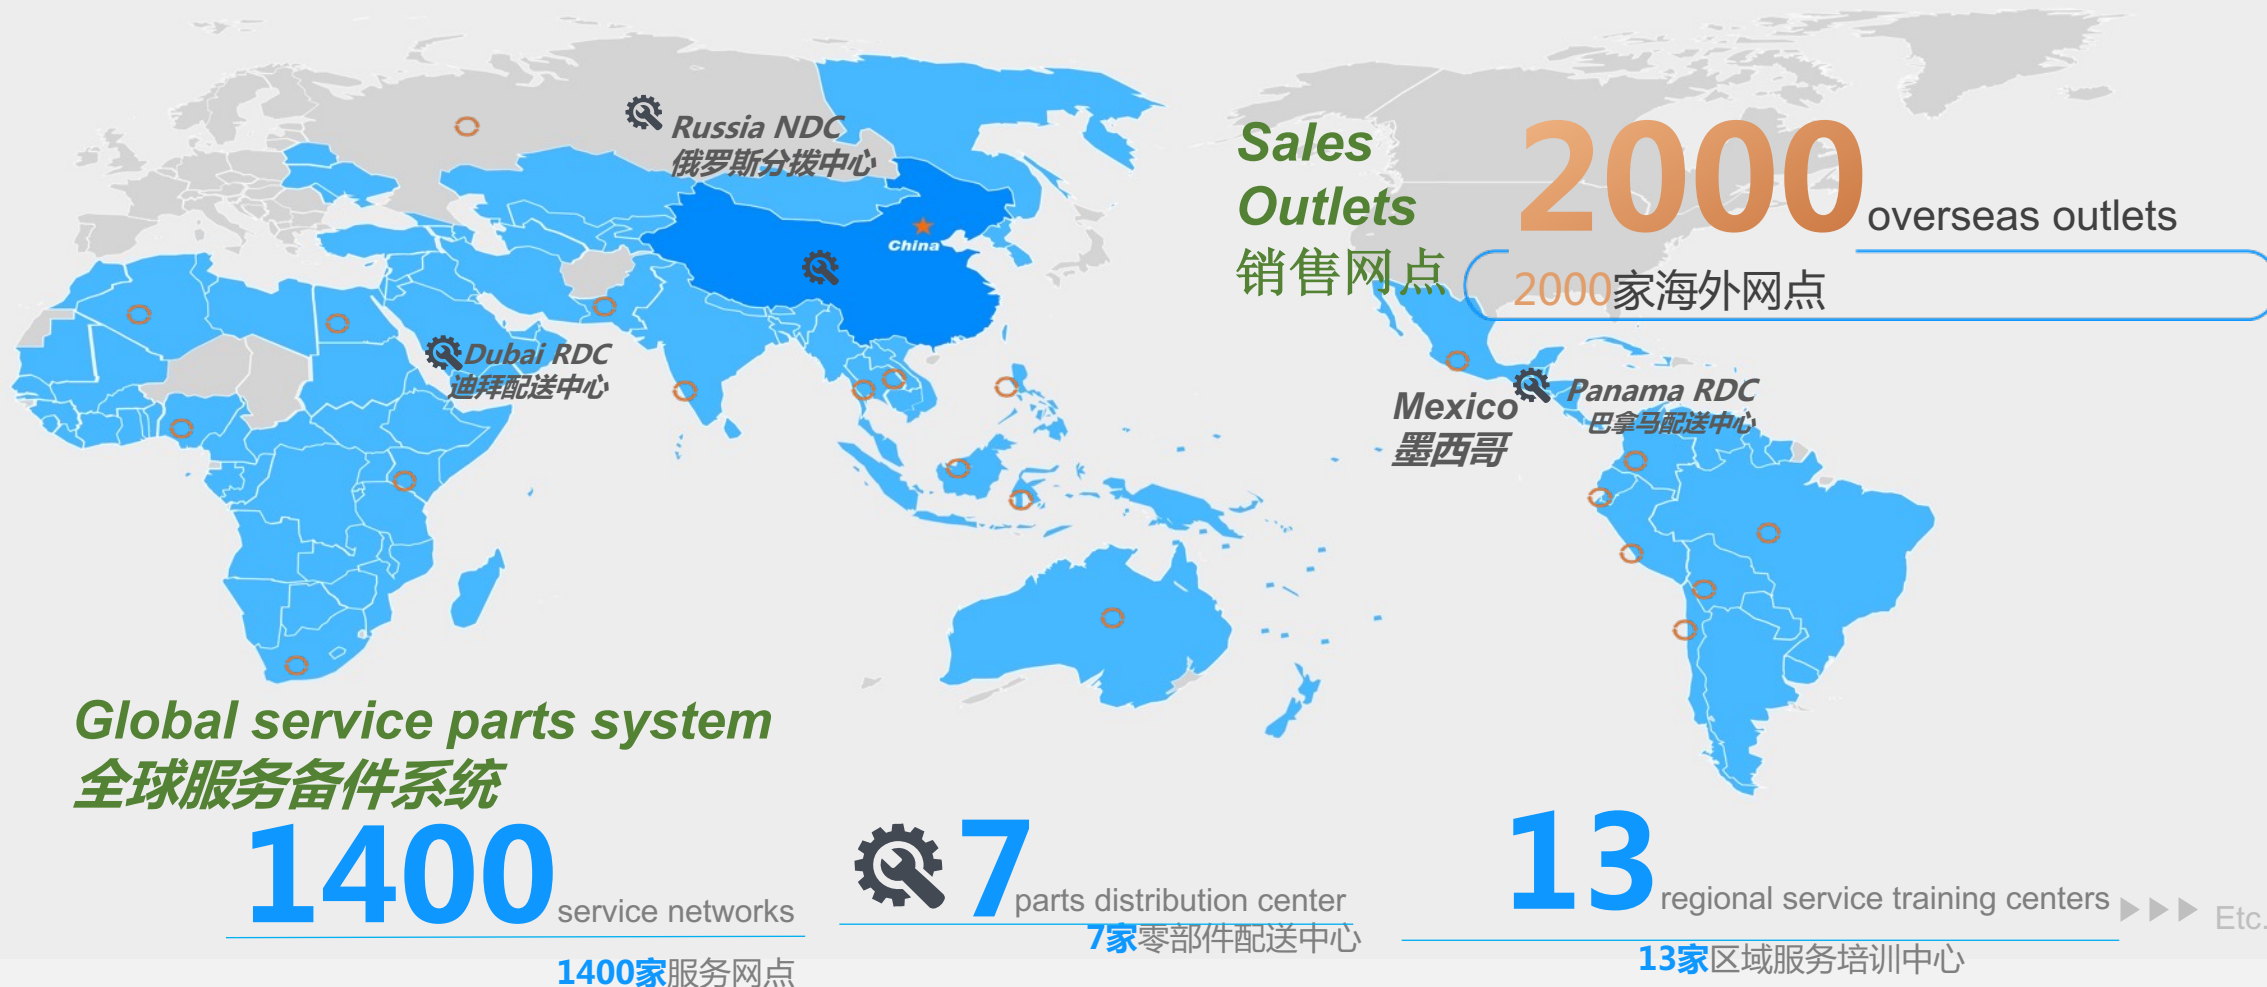 Russia NDC
俄罗斯分拨中心
China
Dubai RDC
迪拜配送中心
Sales
Outlets
销售网点
2000 overseas outlets
2000家海外网点
Mexico
墨西哥
Panama RDC
巴拿马配送中心
Global service parts system
全球服务备件系统
1400 service networks
1400家服务网点
7 parts distribution center
7家零部件配送中心
13 regional service training centers
13家区域服务培训中心
Etc.